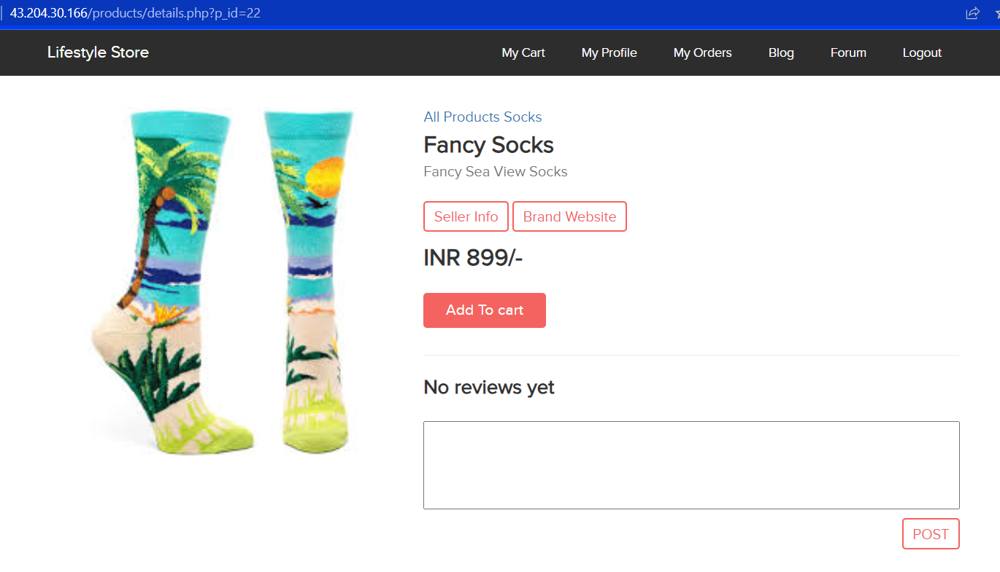 43.204.30.166/products/details.php?p_id=22
Lifestyle Store My Cart My Profile My Orders Blog Forum Logout
All Products Socks
Fancy Socks
Fancy Sea View Socks
Seller Info Brand Website
INR 899/-
Add To cart
No reviews yet
POST